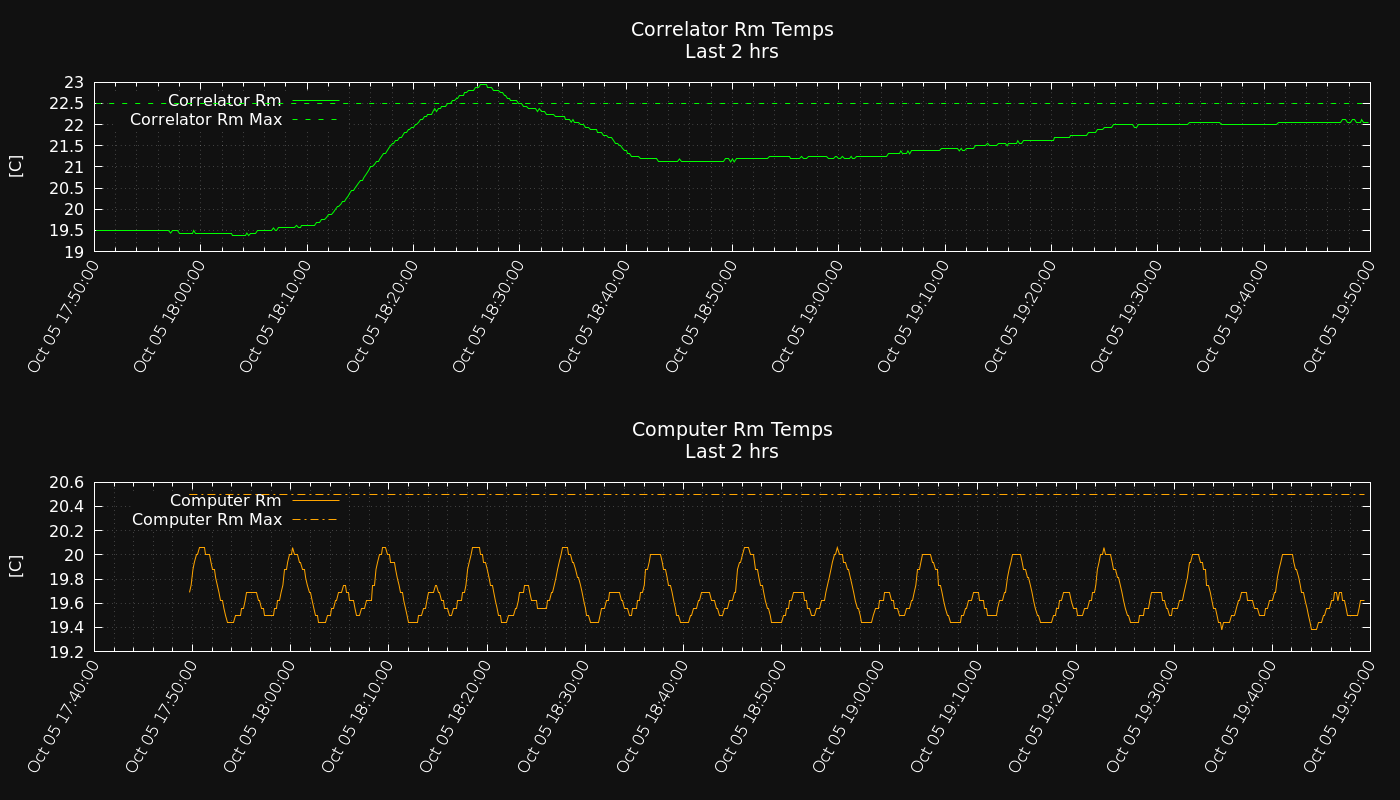 Correlator Rm Temps
Last 2 hrs
23
22.5
22
21.5
21
20.5
20
19.5
19
[C]
Correlator Rm
Correlator Rm Max
Oct 05 17:50:00
Oct 05 18:00:00
Oct 05 18:10:00
Oct 05 18:20:00
Oct 05 18:30:00
Oct 05 18:40:00
Oct 05 18:50:00
Oct 05 19:00:00
Oct 05 19:10:00
Oct 05 19:20:00
Oct 05 19:30:00
Oct 05 19:40:00
Oct 05 19:50:00
Computer Rm Temps
Last 2 hrs
20.6
20.4
20.2
20
19.8
19.6
19.4
19.2
[C]
Computer Rm
Computer Rm Max
Oct 05 17:40:00
Oct 05 17:50:00
Oct 05 18:00:00
Oct 05 18:10:00
Oct 05 18:20:00
Oct 05 18:30:00
Oct 05 18:40:00
Oct 05 18:50:00
Oct 05 19:00:00
Oct 05 19:10:00
Oct 05 19:20:00
Oct 05 19:30:00
Oct 05 19:40:00
Oct 05 19:50:00